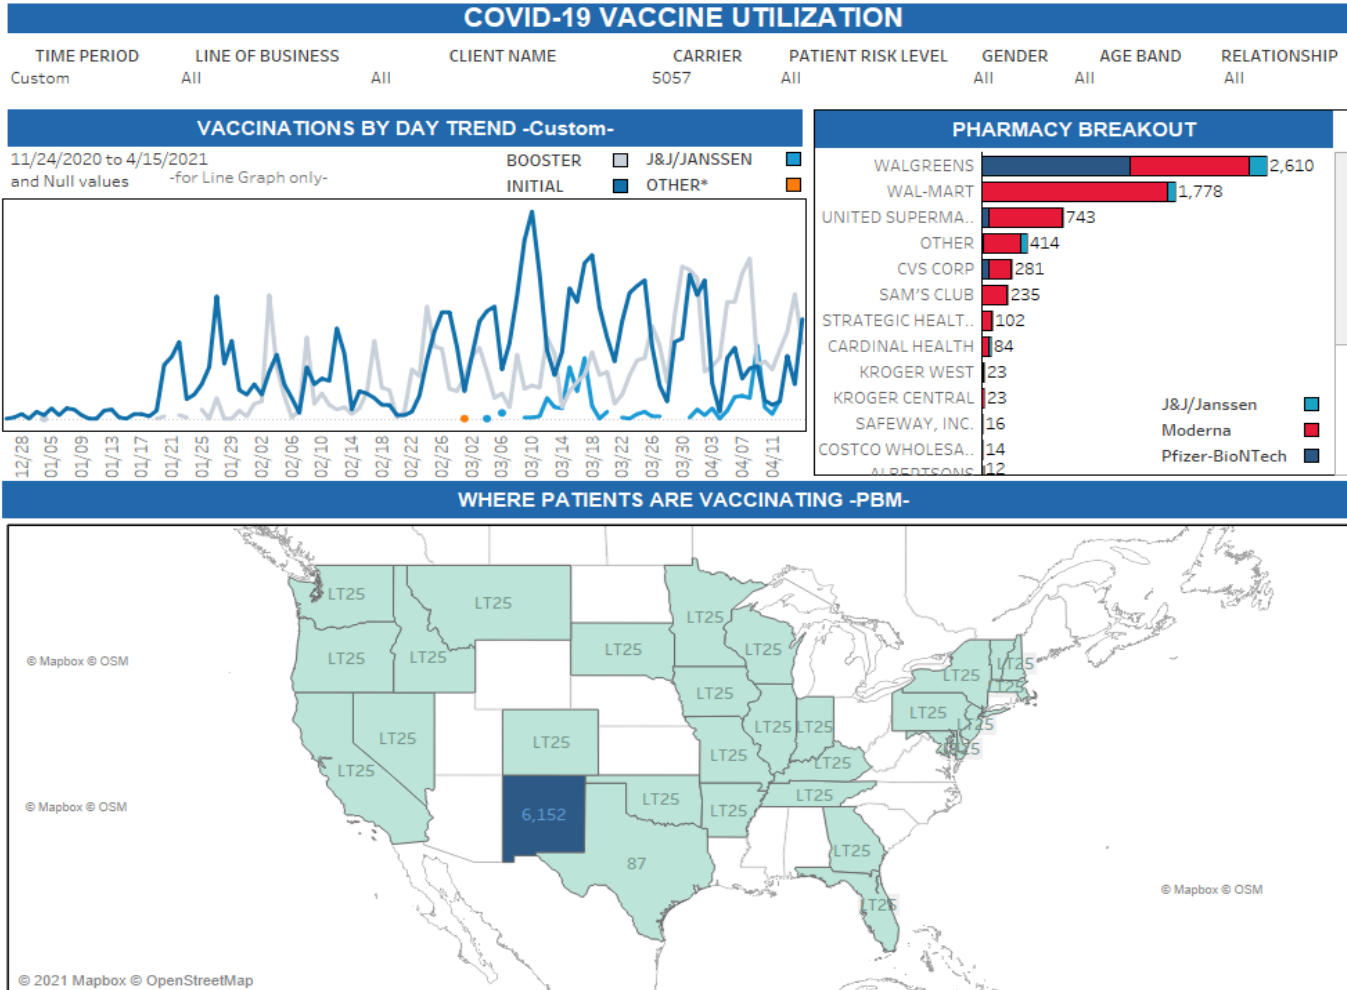 COVID-19 VACCINE UTILIZATION
TIME PERIOD LINE OF BUSINESS CLIENT NAME CARRIER PATIENT RISK LEVEL GENDER AGE BAND RELATIONSHIP
Custom All All 5057 All All All All
VACCINATIONS BY DAY TREND -Custom-
11/24/2020 to 4/15/2021
and Null values -for Line Graph only-
BOOSTER J&J/JANSSEN
INITIAL OTHER*
12/28 01/05 01/09 01/13 01/17 01/21 01/25 01/29 02/02 02/06 02/10 02/14 02/18 02/22 02/26 03/02 03/06 03/10 03/14 03/18 03/22 03/26 03/30 04/03 04/07 04/11
PHARMACY BREAKOUT
WALGREENS 2,610
WAL-MART 1,778
UNITED SUPERMA.. 743
OTHER 414
CVS CORP 281
SAM'S CLUB 235
STRATEGIC HEALT.. 102
CARDINAL HEALTH 84
KROGER WEST 23
KROGER CENTRAL 23
SAFEWAY, INC. 16
COSTCO WHOLESA.. 14
ALBERTSONS 12
J&J/Janssen
Moderna
Pfizer-BioNTech
WHERE PATIENTS ARE VACCINATING -PBM-
LT25
LT25
LT25
LT25
LT25
LT25
LT25
LT25
© Mapbox © OSM
LT25
LT25
LT25
LT25
LT25
LT25
LT25
LT25
LT25
LT25
LT25
LT25
LT25
LT25
© Mapbox © OSM
LT25
LT25
LT25
6,152
LT25
87
© Mapbox © OSM
LT25
© 2021 Mapbox © OpenStreetMap